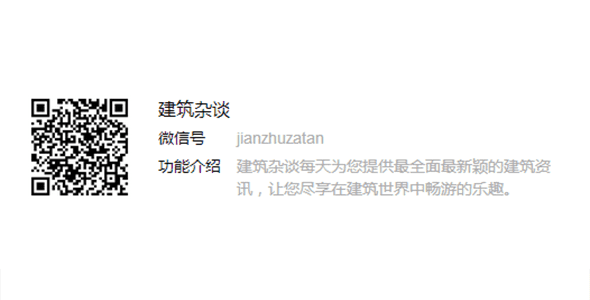 建筑杂谈
微信号 jianzhuzatan
功能介绍 建筑杂谈每天为您提供最全面最新颖的建筑资
讯，让您尽享在建筑世界中畅游的乐趣。